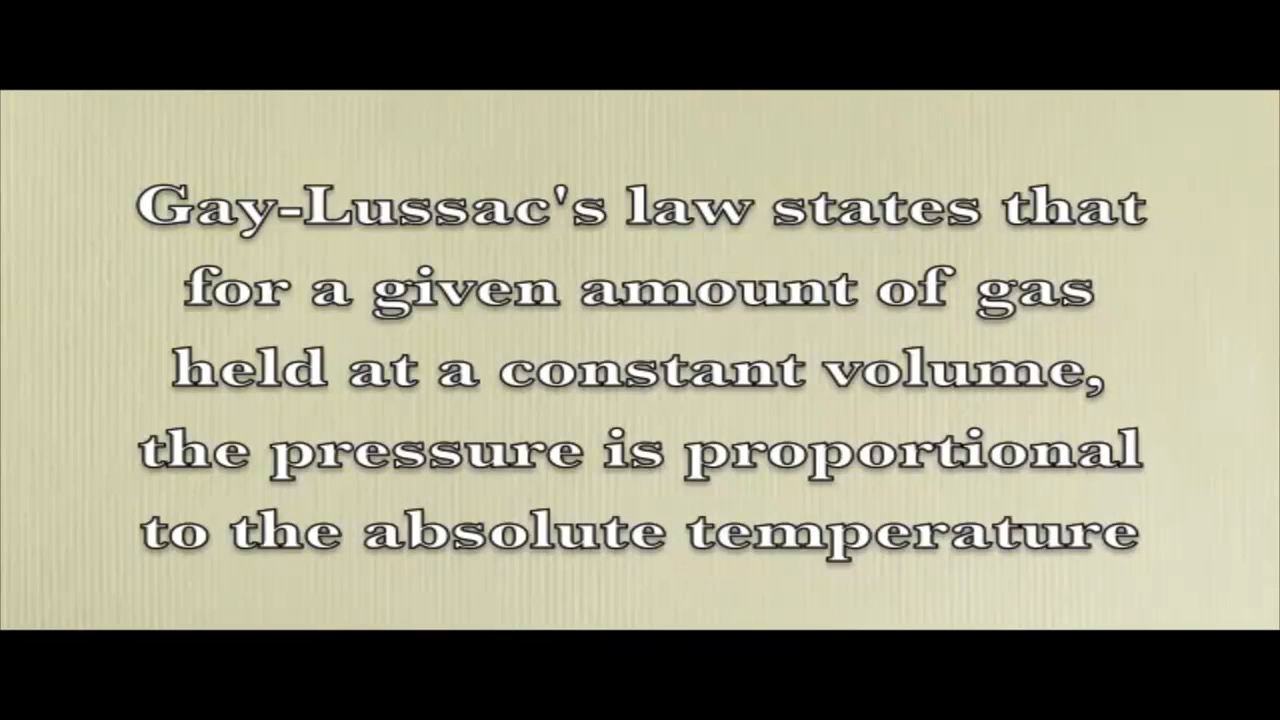 Gay-Lussac's law states that
for a given amount of gas
held at a constant volume,
the pressure is proportional
to the absolute temperature